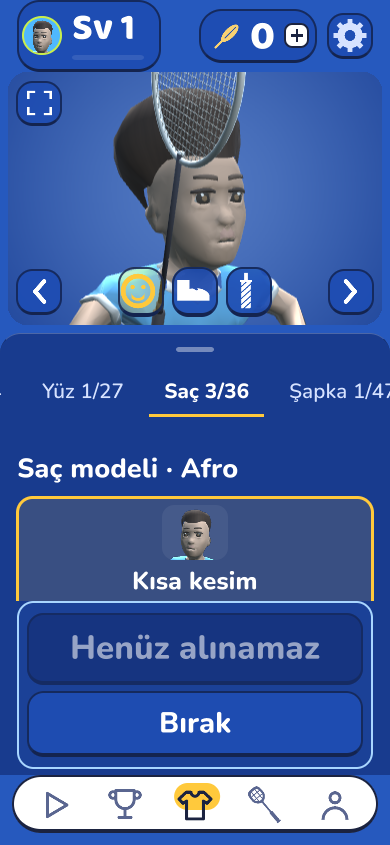 Sv 1
0
Yüz 1/27
Saç 3/36
Şapka 1/47
Saç modeli · Afro
Kısa kesim
Henüz alınamaz
Bırak